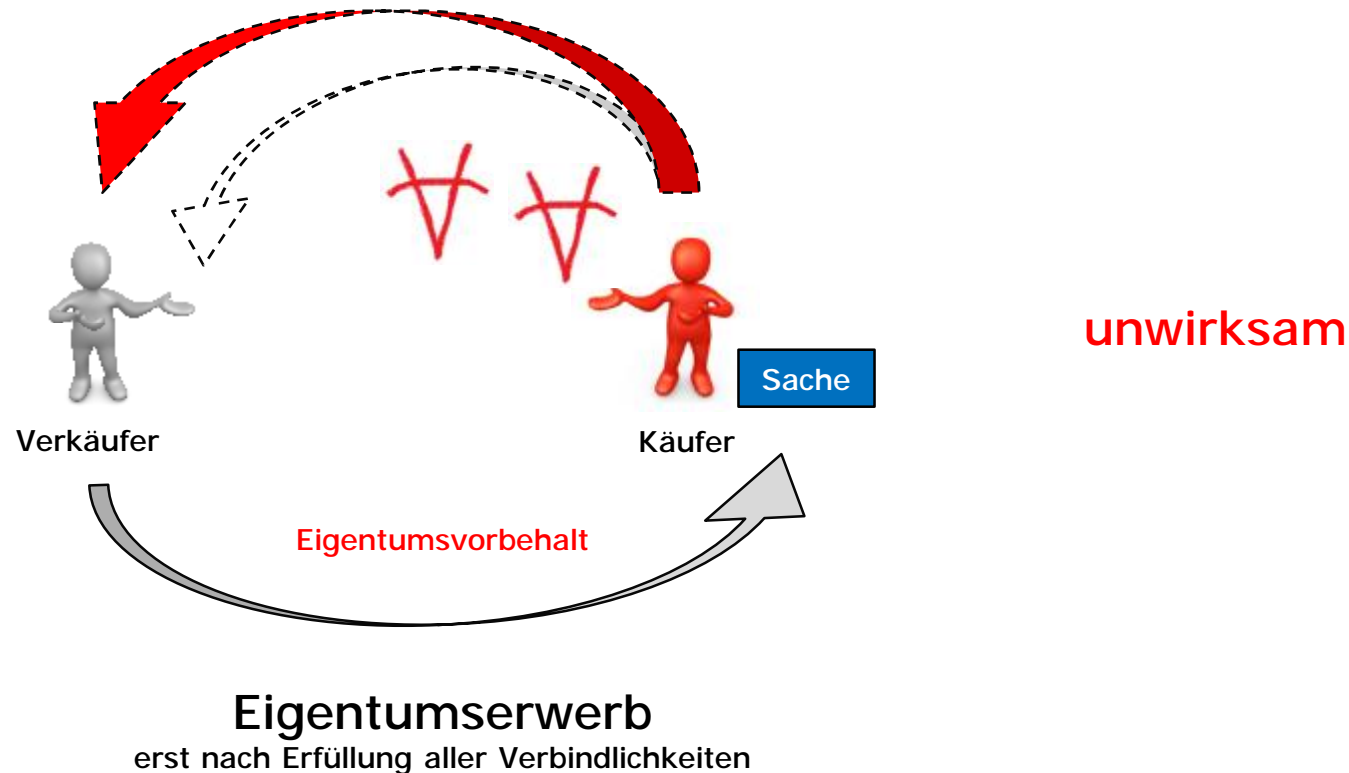 ∀ ∀
unwirksam
Sache
Verkäufer
Käufer
Eigentumsvorbehalt
Eigentumserwerb
erst nach Erfüllung aller Verbindlichkeiten